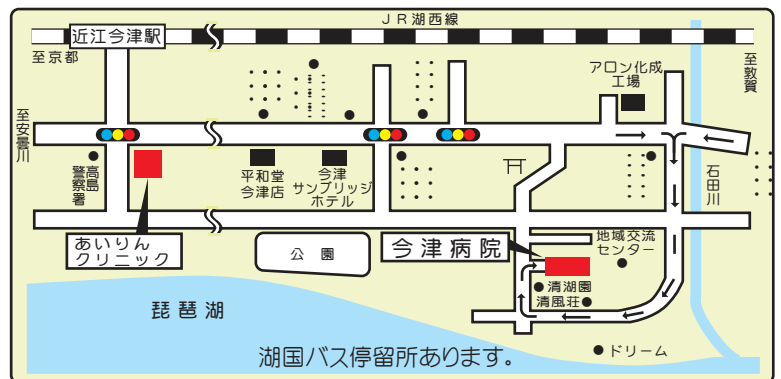 JR湖西線
近江今津駅
至京都
至敦賀
アロン化成
工場
至安曇川
高島
警察署
平和堂
今津店
今津
サンブリッジ
ホテル
石田川
あいりん
クリニック
公園
今津病院
地域交流
センター
清湖園
清風荘
琵琶湖
ドリーム
湖国バス停留所あります。